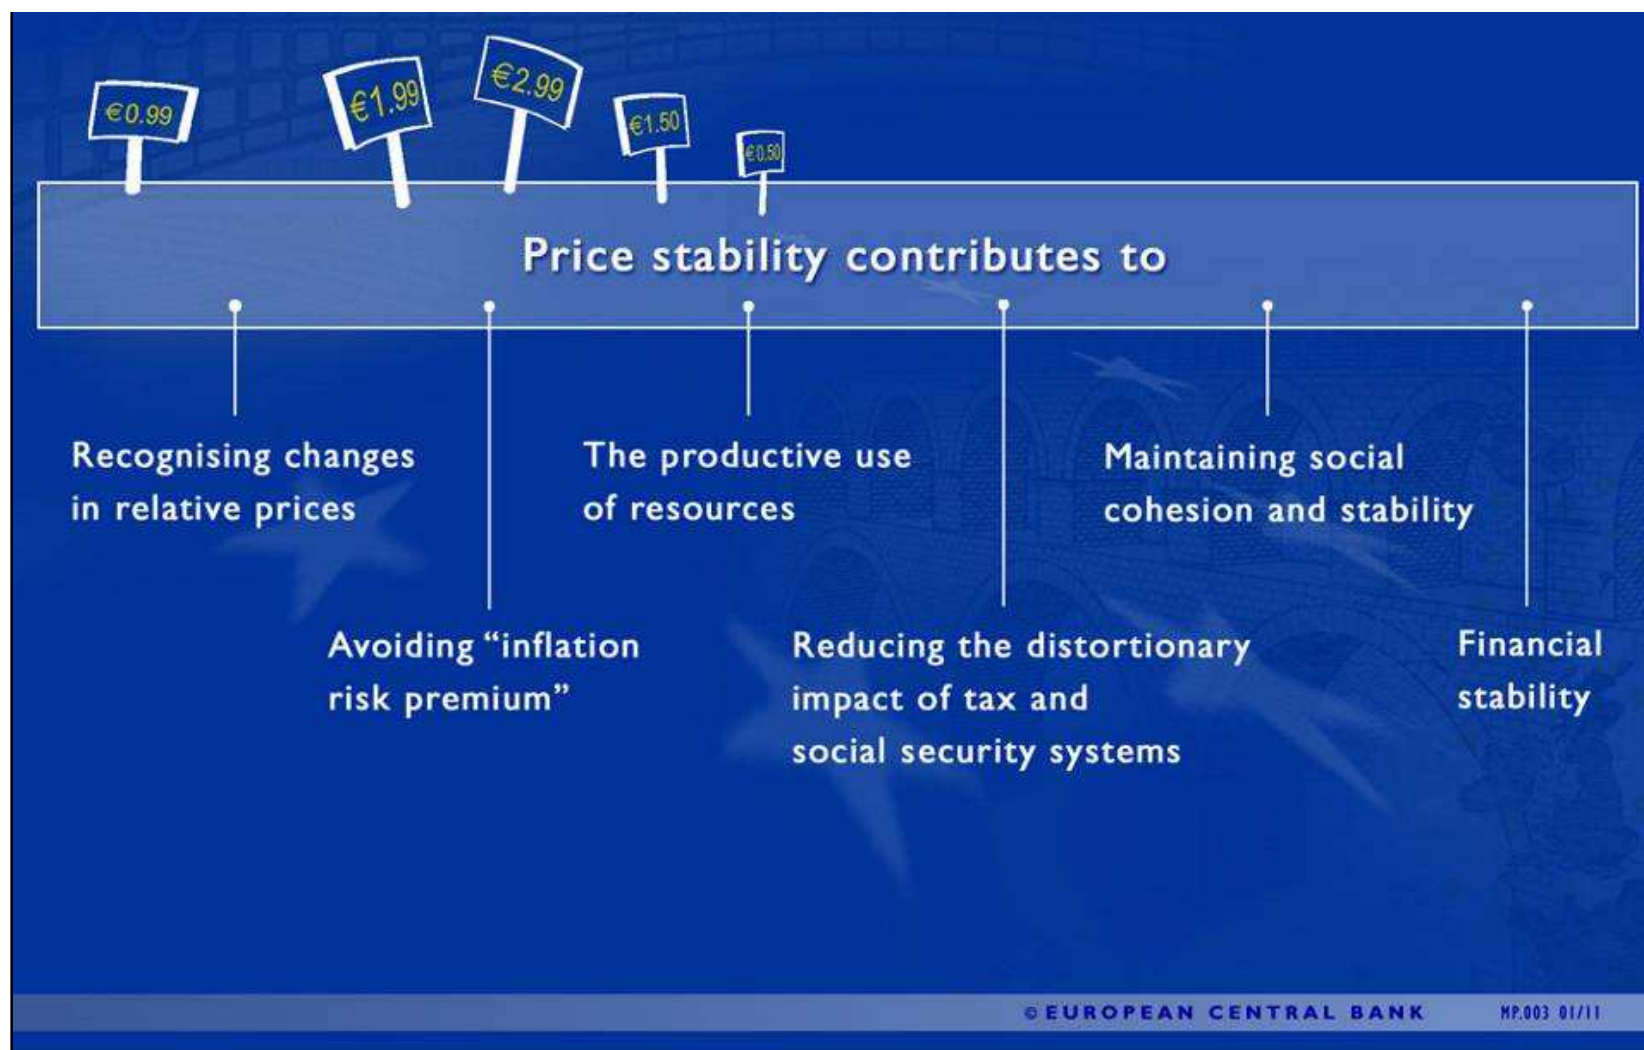 €0.99
€1.99
€2.99
€1.50
€0.50
Price stability contributes to
Recognising changes
in relative prices
Avoiding “inflation
risk premium”
The productive use
of resources
Reducing the distortionary
impact of tax and
social security systems
Maintaining social
cohesion and stability
Financial
stability
© EUROPEAN CENTRAL BANK
MP.003 01/11